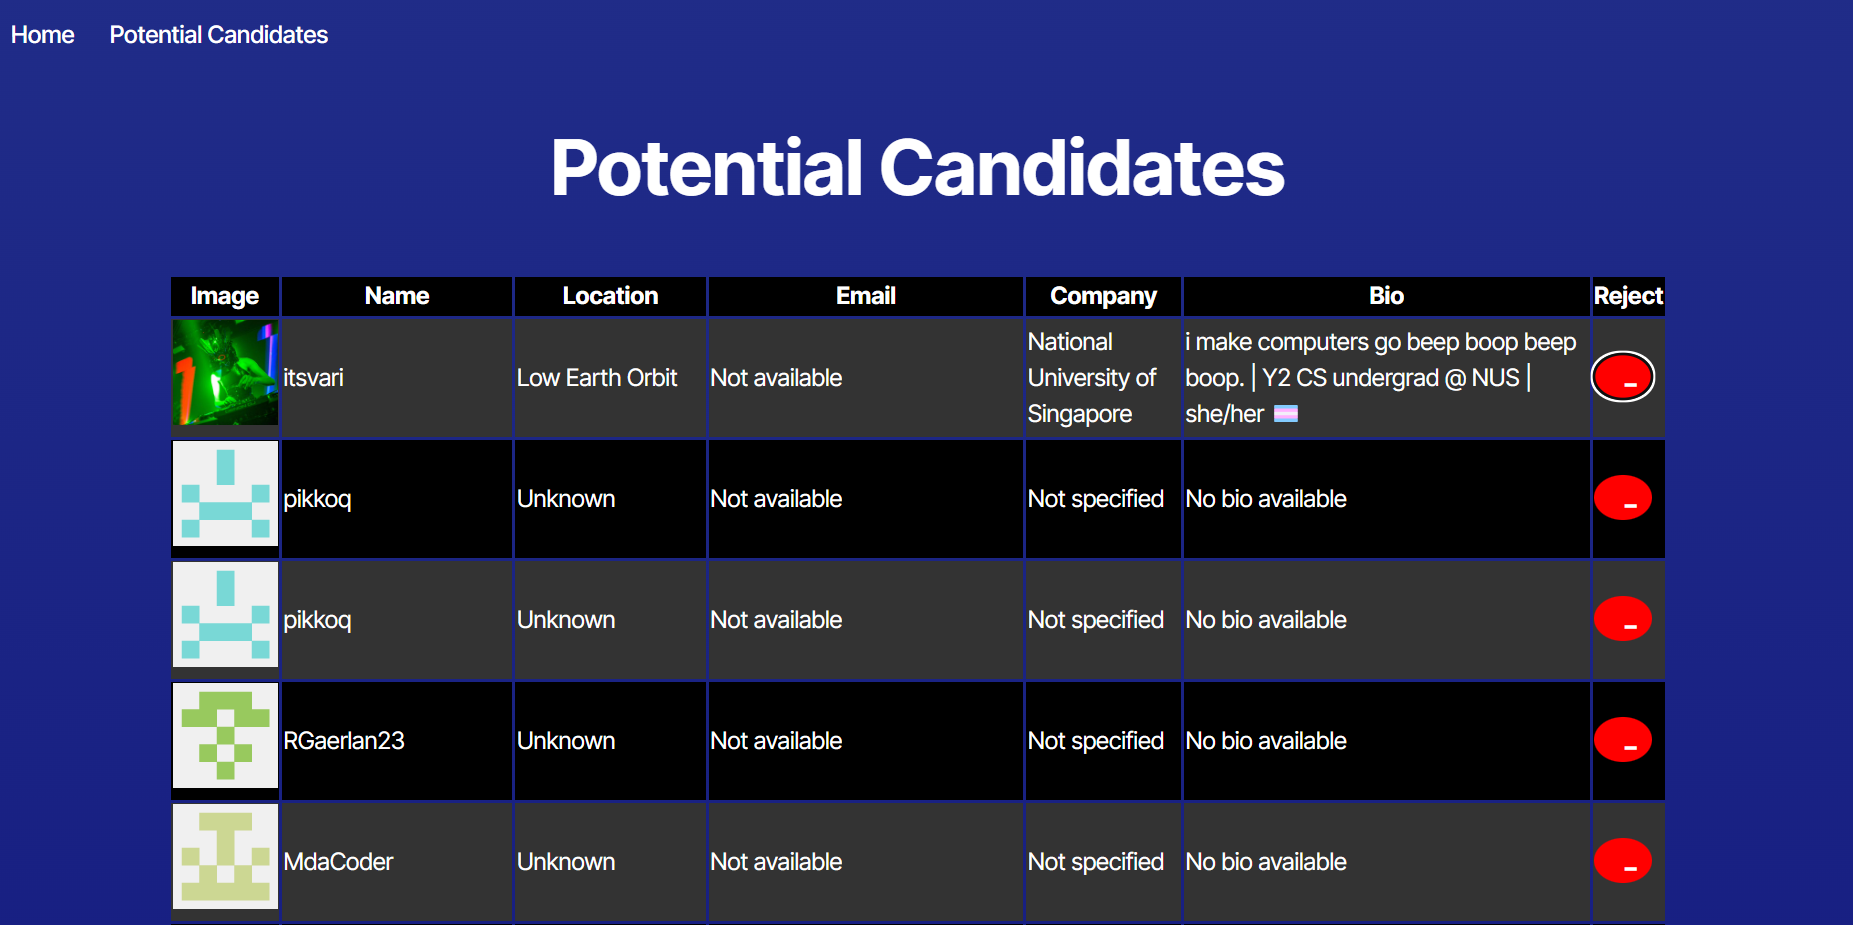 Home Potential Candidates
Potential Candidates
Image Name Location Email Company Bio Reject
itsvari Low Earth Orbit Not available National University of Singapore i make computers go beep boop beep boop. | Y2 CS undergrad @ NUS | she/her 🏳️‍⚧️ -
pikkoq Unknown Not available Not specified No bio available -
pikkoq Unknown Not available Not specified No bio available -
RGaerlan23 Unknown Not available Not specified No bio available -
MdaCoder Unknown Not available Not specified No bio available -